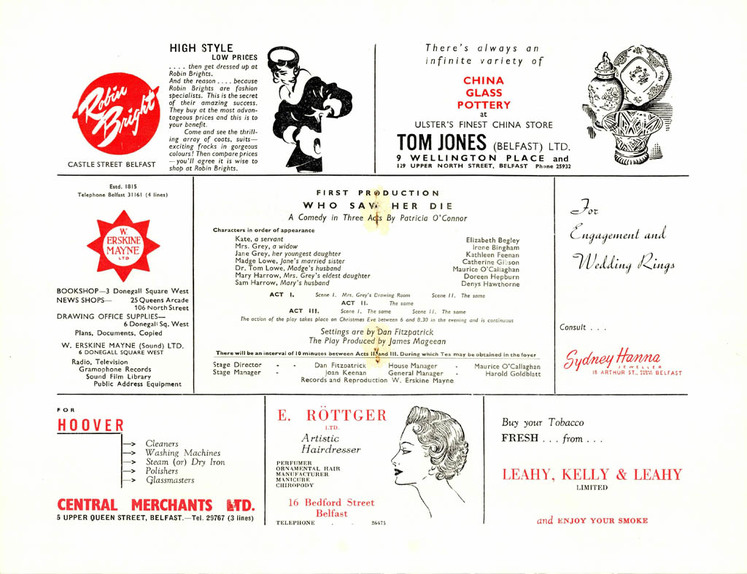 HIGH STYLE
LOW PRICES
. . . . then get dressed up at
Robin Brights.
And the reason . . . . because
Robin Brights are fashion
specialists. This is the secret
of their amazing success.
They buy at the most advan-
tageous prices and this is to
your benefit.
Come and see the thrill-
ing array of coats, suits—
exciting frocks in gorgeous
colours! Then compare prices
—you'll agree it is wise to
shop at Robin Brights.
Robin
Bright
CASTLE STREET BELFAST
There's always an
infinite variety of
CHINA
GLASS
POTTERY
at
ULSTER'S FINEST CHINA STORE
TOM JONES (BELFAST) LTD.
9 WELLINGTON PLACE and
129 UPPER NORTH STREET, BELFAST Phone 25932
Estd. 1815
Telephone Belfast 31161 (4 lines)
W.
ERSKINE
MAYNE
LTD
BOOKSHOP—3 Donegall Square West
NEWS SHOPS— 25 Queens Arcade
106 North Street
DRAWING OFFICE SUPPLIES—
6 Donegall Sq. West
Plans, Documents, Copied
W. ERSKINE MAYNE (Sound) LTD.
6 DONEGALL SQUARE WEST
Radio, Television
Gramophone Records
Sound Film Library
Public Address Equipment
FIRST PRODUCTION
WHO SAW HER DIE
A Comedy in Three Acts By Patricia O'Connor
Characters in order of appearance
Kate, a servant Elizabeth Begley
Mrs. Grey, a widow Irene Bingham
Jane Grey, her youngest daughter Kathleen Feenan
Madge Lowe, Jane's married sister Catherine Gibson
Dr. Tom Lowe, Madge's husband Maurice O'Callaghan
Mary Harrow, Mrs. Grey's eldest daughter Doreen Hepburn
Sam Harrow, Mary's husband Denys Hawthorne
ACT I. Scene I. Mrs. Grey's Drawing Room Scene II. The same
ACT II. The same
ACT III. Scene I. The same Scene II. The same
The action of the play takes place on Christmas Eve between 6 and 8.30 in the evening and is continuous
Settings are by Dan Fitzpatrick
The Play Produced by James Mageean
There will be an interval of 10 minutes between Acts II and III. During which Tea may be obtained in the foyer
Stage Director - - Dan Fitzpatrick House Manager - Maurice O'Callaghan
Stage Manager - - Joan Keenan General Manager - Harold Goldblatt
Records and Reproduction W. Erskine Mayne
For
Engagement and
Wedding Rings
Consult . . .
Sydney Hanna
JEWELLER
18 ARTHUR ST., BELFAST
FOR
HOOVER
Cleaners
Washing Machines
Steam (or) Dry Iron
Polishers
Glasmasters
CENTRAL MERCHANTS LTD.
5 UPPER QUEEN STREET, BELFAST.—Tel. 29767 (3 lines)
E. RÖTTGER
LTD.
Artistic
Hairdresser
PERFUMER
ORNAMENTAL HAIR
MANUFACTURER
MANICURE
CHIROPODY
16 Bedford Street
Belfast
TELEPHONE . . 26471
Buy your Tobacco
FRESH . . . from . . .
LEAHY, KELLY & LEAHY
LIMITED
and ENJOY YOUR SMOKE